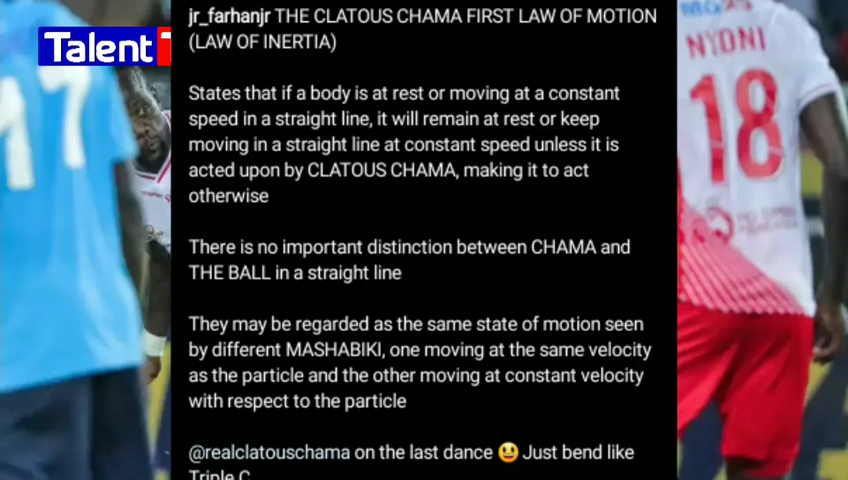 Talent
jr_farhanjr THE CLATOUS CHAMA FIRST LAW OF MOTION
(LAW OF INERTIA)
States that if a body is at rest or moving at a constant
speed in a straight line, it will remain at rest or keep
moving in a straight line at constant speed unless it is
acted upon by CLATOUS CHAMA, making it to act
otherwise
There is no important distinction between CHAMA and
THE BALL in a straight line
They may be regarded as the same state of motion seen
by different MASHABIKI, one moving at the same velocity
as the particle and the other moving at constant velocity
with respect to the particle
@realclatouschama on the last dance 😃 Just bend like
Triple C
NYONI
18
17